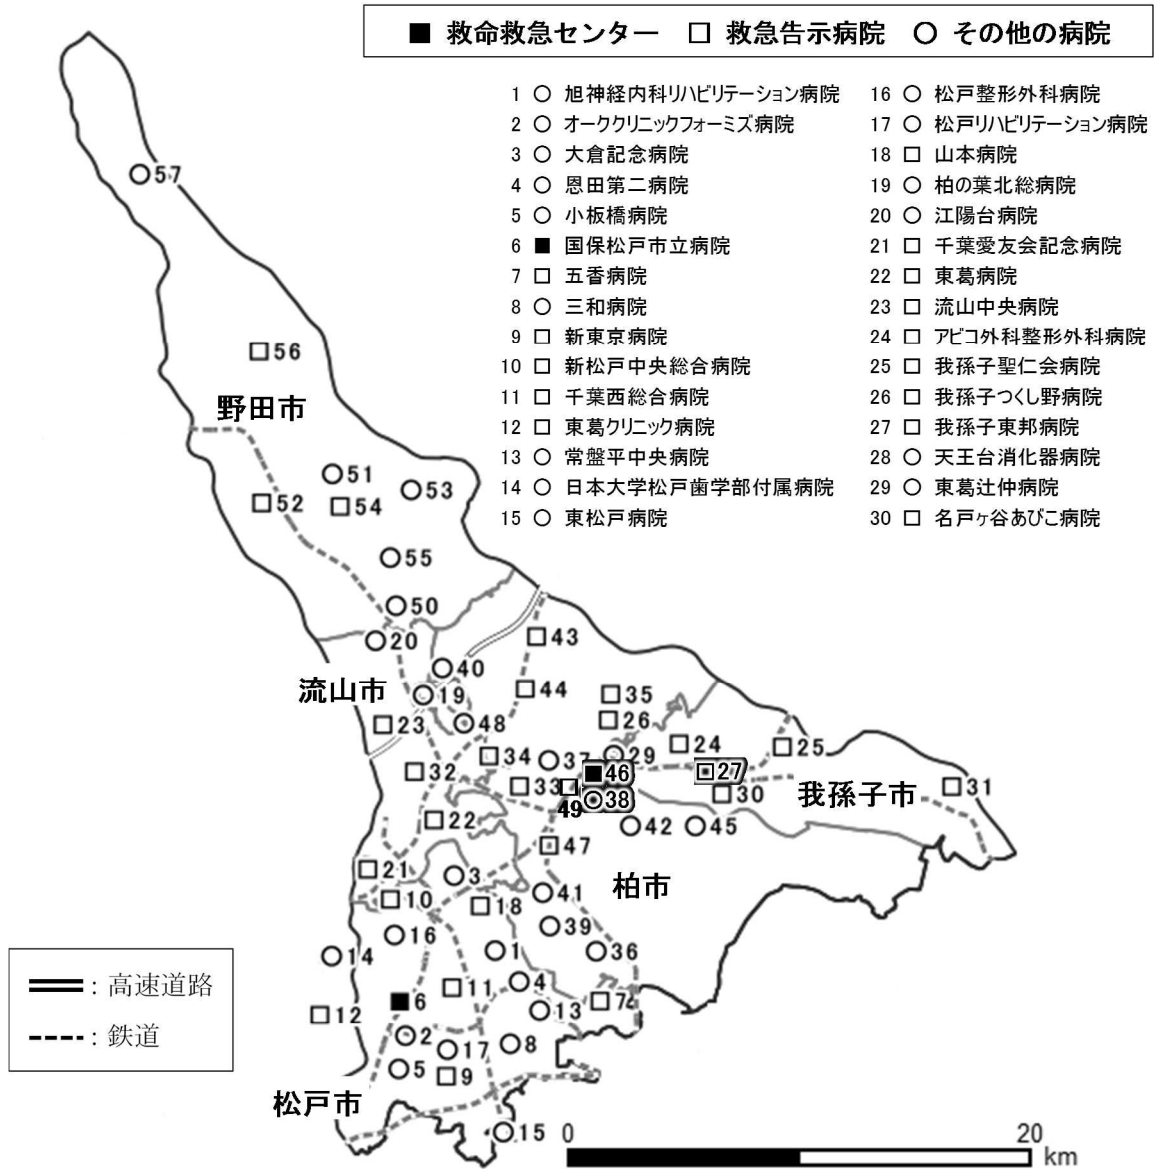 ■ 救命救急センター □ 救急告示病院 ○ その他の病院
1 ○ 旭神経内科リハビリテーション病院
2 ○ オーククリニックフォーミズ病院
3 ○ 大倉記念病院
4 ○ 恩田第二病院
5 ○ 小板橋病院
6 ■ 国保松戸市立病院
7 □ 五香病院
8 ○ 三和病院
9 □ 新東京病院
10 □ 新松戸中央総合病院
11 □ 千葉西総合病院
12 □ 東葛クリニック病院
13 ○ 常盤平中央病院
14 ○ 日本大学松戸歯学部付属病院
15 ○ 東松戸病院
16 ○ 松戸整形外科病院
17 ○ 松戸リハビリテーション病院
18 □ 山本病院
19 ○ 柏の葉北総病院
20 ○ 江陽台病院
21 □ 千葉愛友会記念病院
22 □ 東葛病院
23 □ 流山中央病院
24 □ アビコ外科整形外科病院
25 □ 我孫子聖仁会病院
26 □ 我孫子つくし野病院
27 □ 我孫子東邦病院
28 ○ 天王台消化器病院
29 ○ 東葛辻仲病院
30 □ 名戸ヶ谷あびこ病院
57
56
野田市
51
53
52
54
55
50
20
43
40
流山市
19
44
35
26
23
48
34
37
29
24
25
32
33
46
27
49
38
30
我孫子市
31
22
42
45
47
21
3
柏市
10
18
41
16
39
14
1
36
11
4
6
7
12
13
2
17
8
5
9
松戸市
15
: 高速道路
: 鉄道
0
20
km